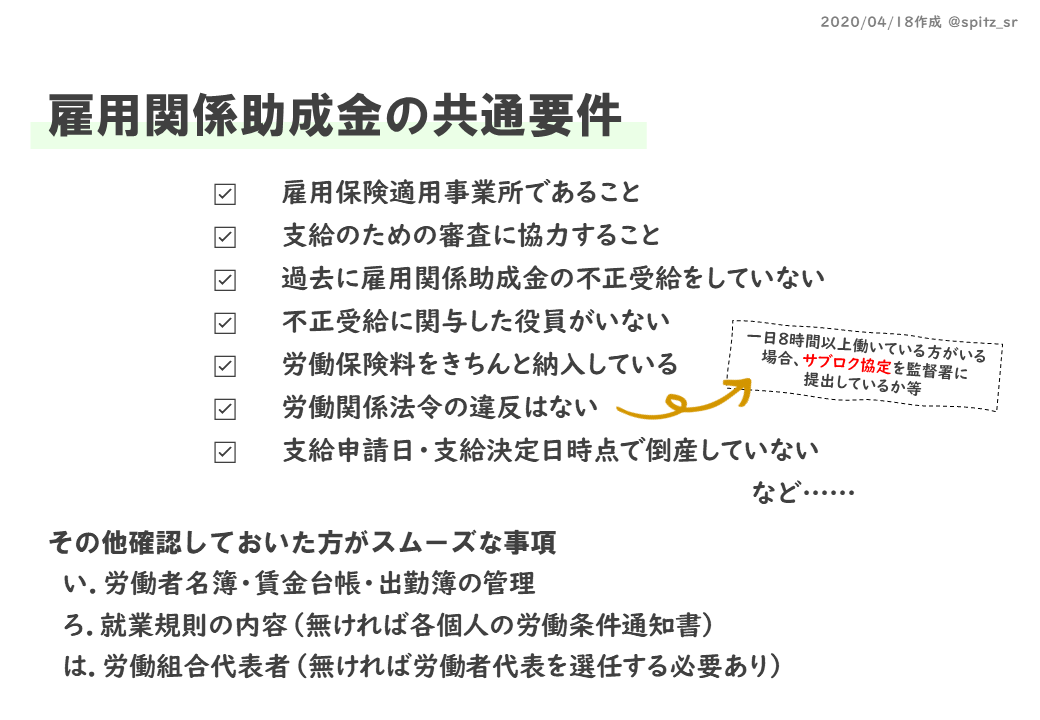 2020/04/18作成 @spitz_sr
雇用関係助成金の共通要件
雇用保険適用事業所であること
支給のための審査に協力すること
過去に雇用関係助成金の不正受給をしていない
不正受給に関与した役員がいない
労働保険料をきちんと納入している
一日8時間以上働いている方がいる
場合、サブロク協定を監督署に
提出しているか等
労働関係法令の違反はない
支給申請日・支給決定日時点で倒産していない
など……
その他確認しておいた方がスムーズな事項
い. 労働者名簿・賃金台帳・出勤簿の管理
ろ. 就業規則の内容（無ければ各個人の労働条件通知書）
は. 労働組合代表者（無ければ労働者代表を選任する必要あり）